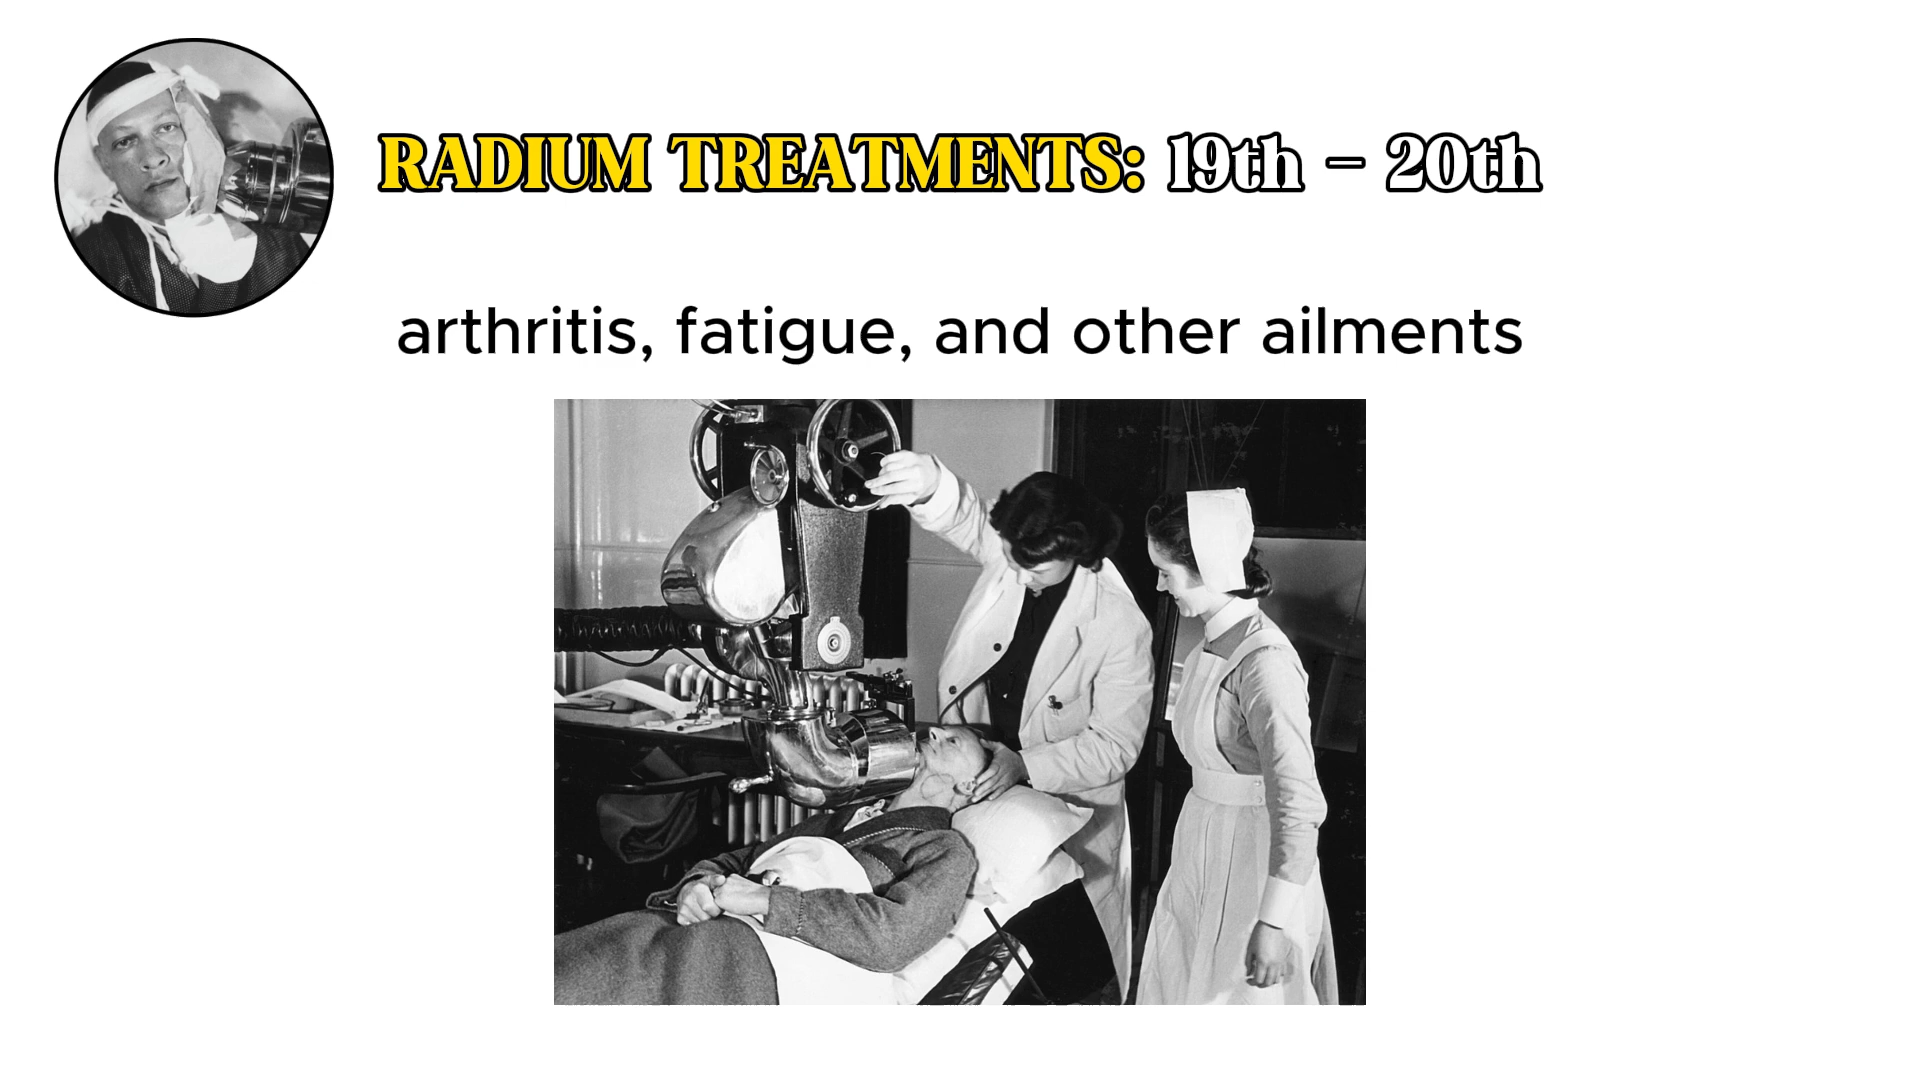 RADIUM TREATMENTS: 19th – 20th
arthritis, fatigue, and other ailments